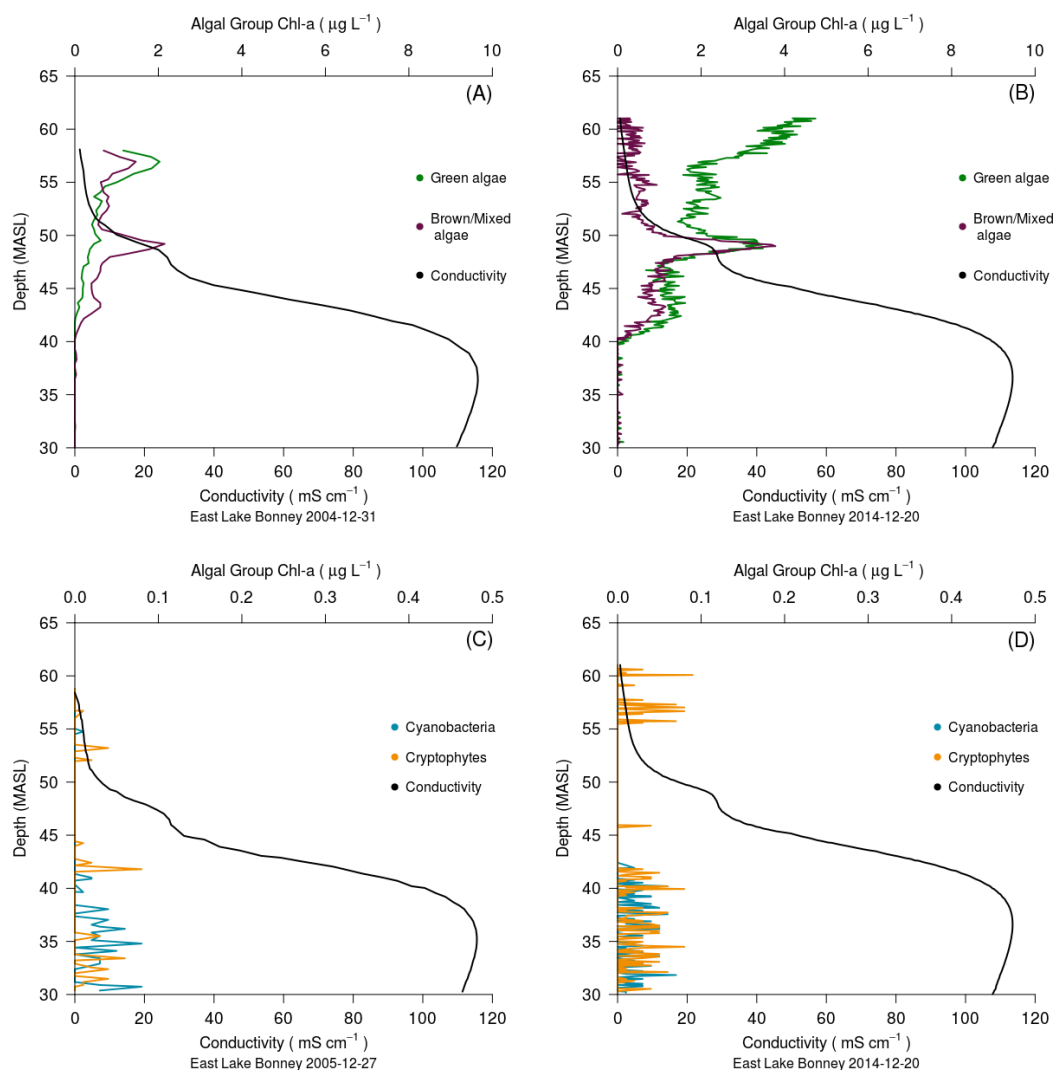 Algal Group Chl-a ( μg L⁻¹ )
0 2 4 6 8 10
65
60
55
50
45
40
35
30
Depth (MASL)
(A)
Green algae
Brown/Mixed
algae
Conductivity
0 20 40 60 80 100 120
Conductivity ( mS cm⁻¹ )
East Lake Bonney 2004-12-31
Algal Group Chl-a ( μg L⁻¹ )
0 2 4 6 8 10
65
60
55
50
45
40
35
30
Depth (MASL)
(B)
Green algae
Brown/Mixed
algae
Conductivity
0 20 40 60 80 100 120
Conductivity ( mS cm⁻¹ )
East Lake Bonney 2014-12-20
Algal Group Chl-a ( μg L⁻¹ )
0.0 0.1 0.2 0.3 0.4 0.5
65
60
55
50
45
40
35
30
Depth (MASL)
(C)
Cyanobacteria
Cryptophytes
Conductivity
0 20 40 60 80 100 120
Conductivity ( mS cm⁻¹ )
East Lake Bonney 2005-12-27
Algal Group Chl-a ( μg L⁻¹ )
0.0 0.1 0.2 0.3 0.4 0.5
65
60
55
50
45
40
35
30
Depth (MASL)
(D)
Cyanobacteria
Cryptophytes
Conductivity
0 20 40 60 80 100 120
Conductivity ( mS cm⁻¹ )
East Lake Bonney 2014-12-20